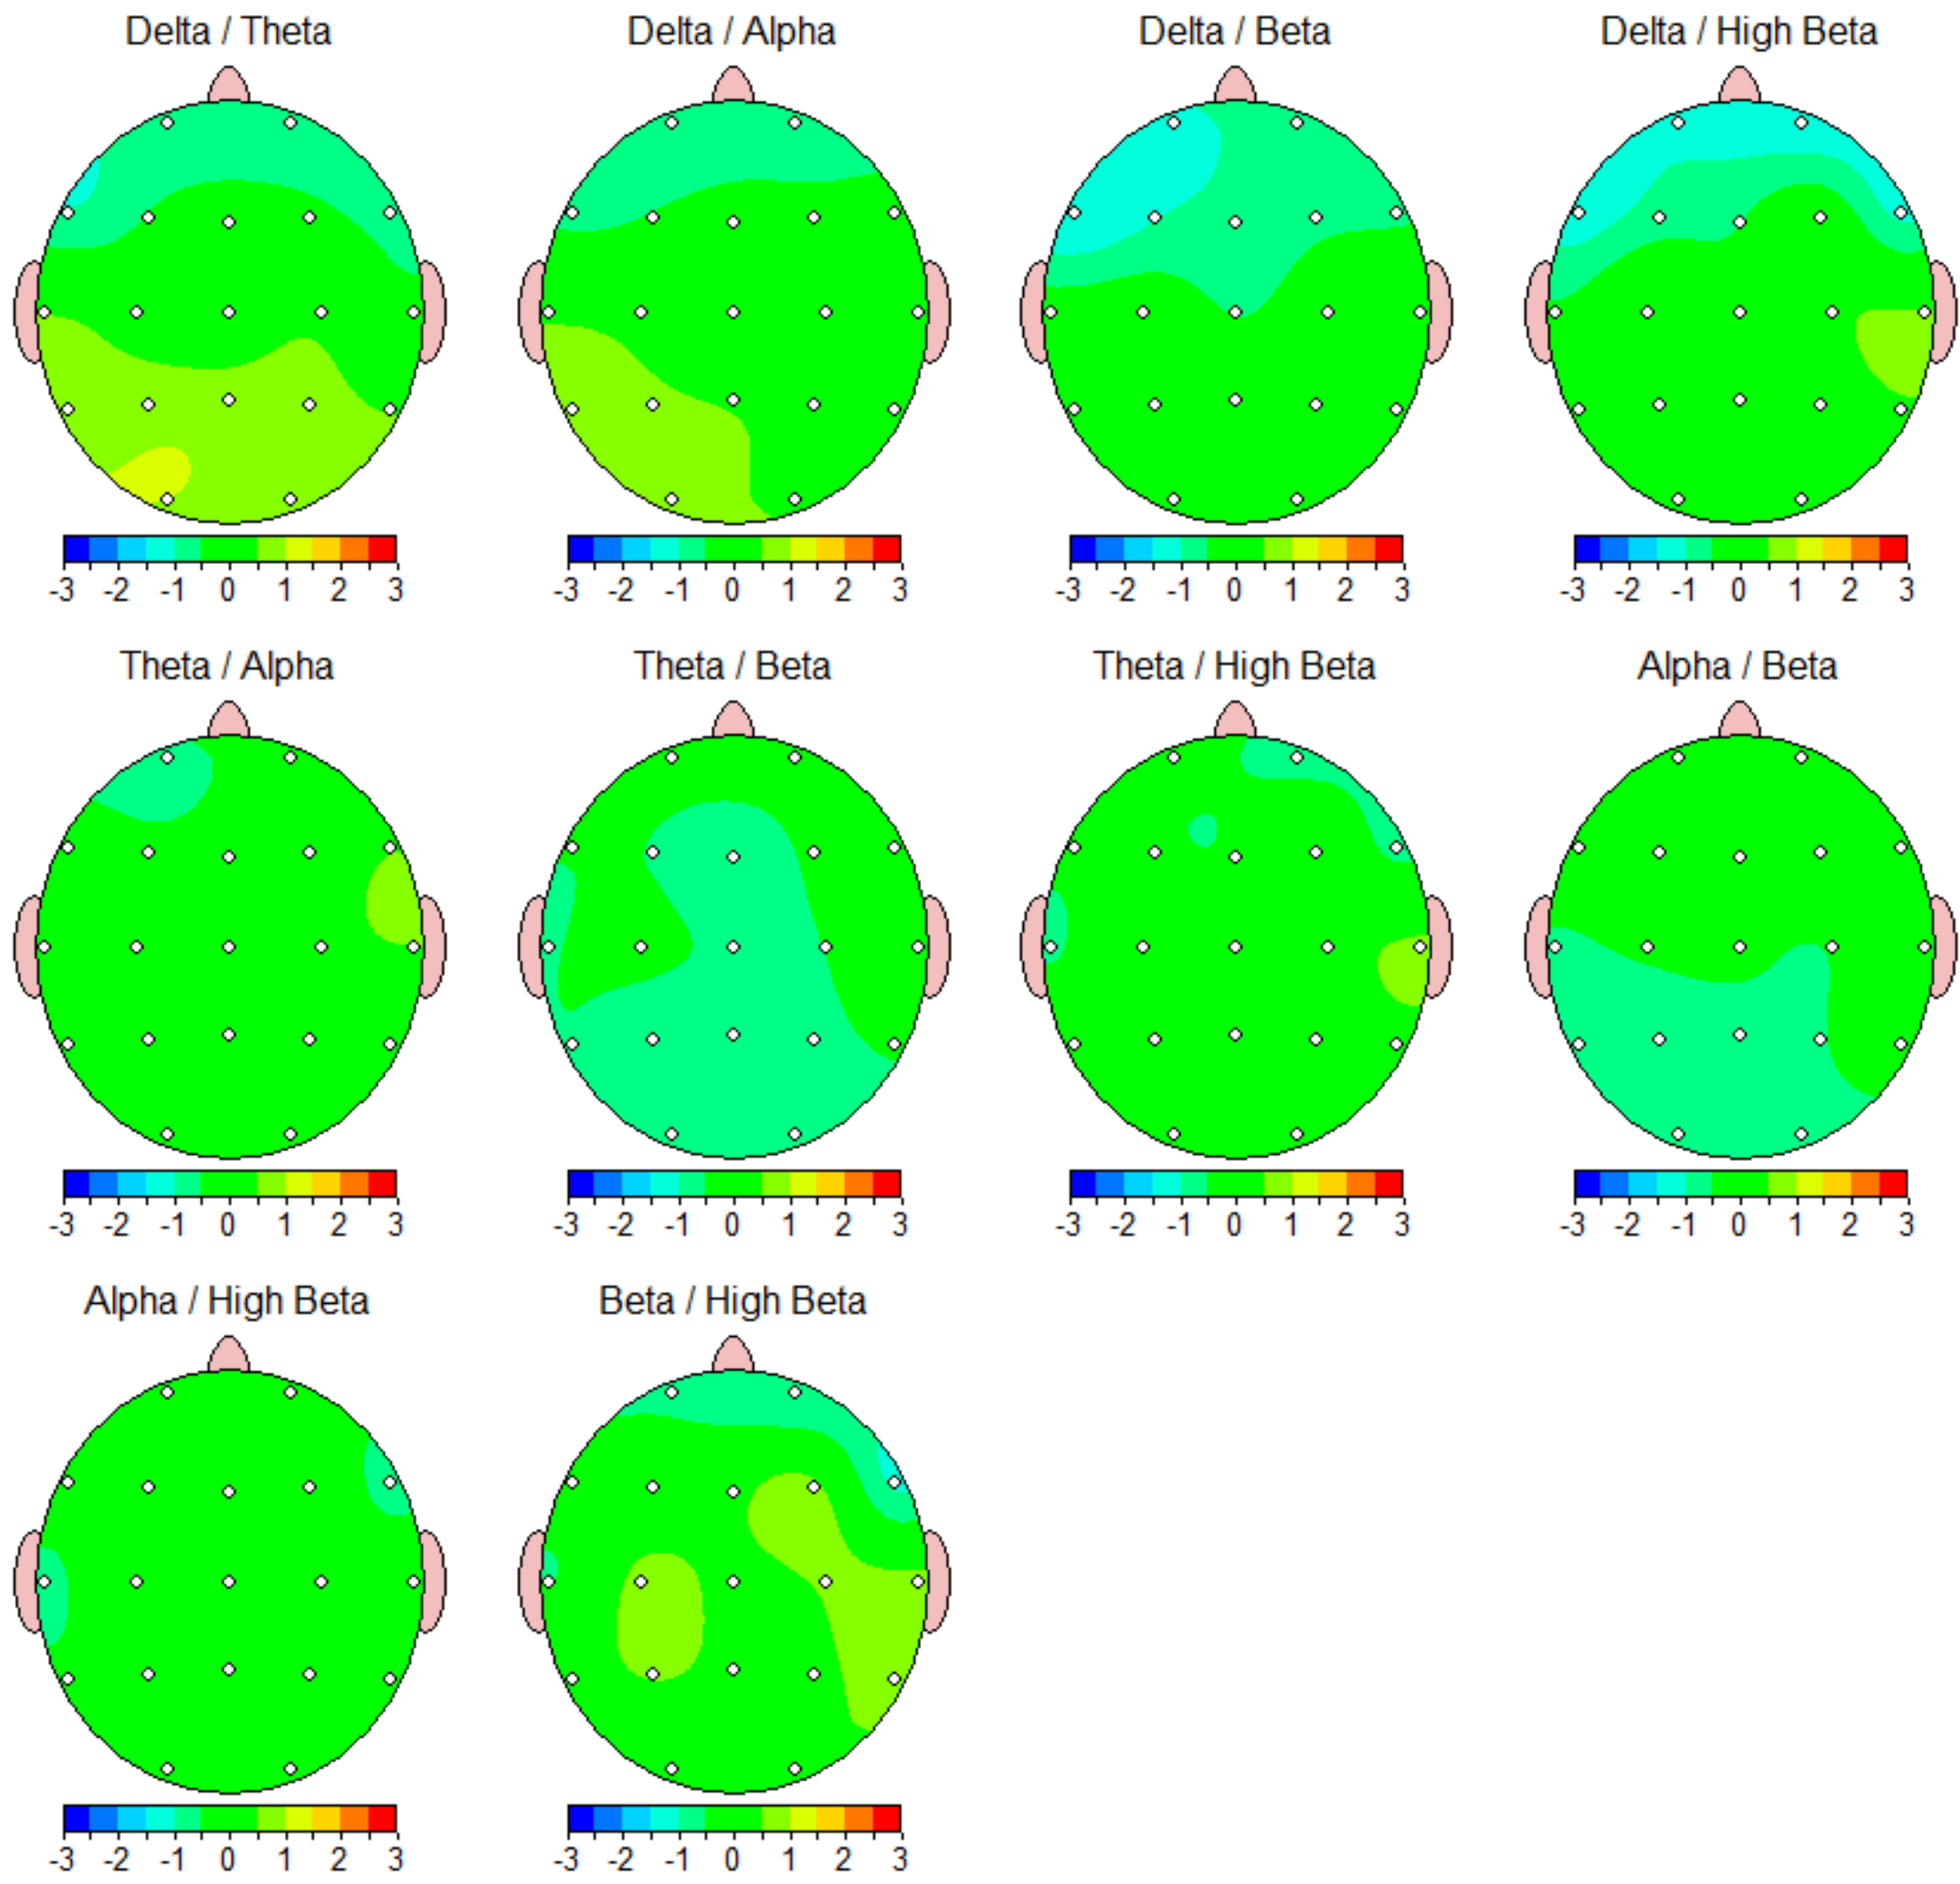 Delta / Theta Delta / Alpha Delta / Beta Delta / High Beta
-3 -2 -1 0 1 2 3 -3 -2 -1 0 1 2 3 -3 -2 -1 0 1 2 3 -3 -2 -1 0 1 2 3
Theta / Alpha Theta / Beta Theta / High Beta Alpha / Beta
-3 -2 -1 0 1 2 3 -3 -2 -1 0 1 2 3 -3 -2 -1 0 1 2 3 -3 -2 -1 0 1 2 3
Alpha / High Beta Beta / High Beta
-3 -2 -1 0 1 2 3 -3 -2 -1 0 1 2 3